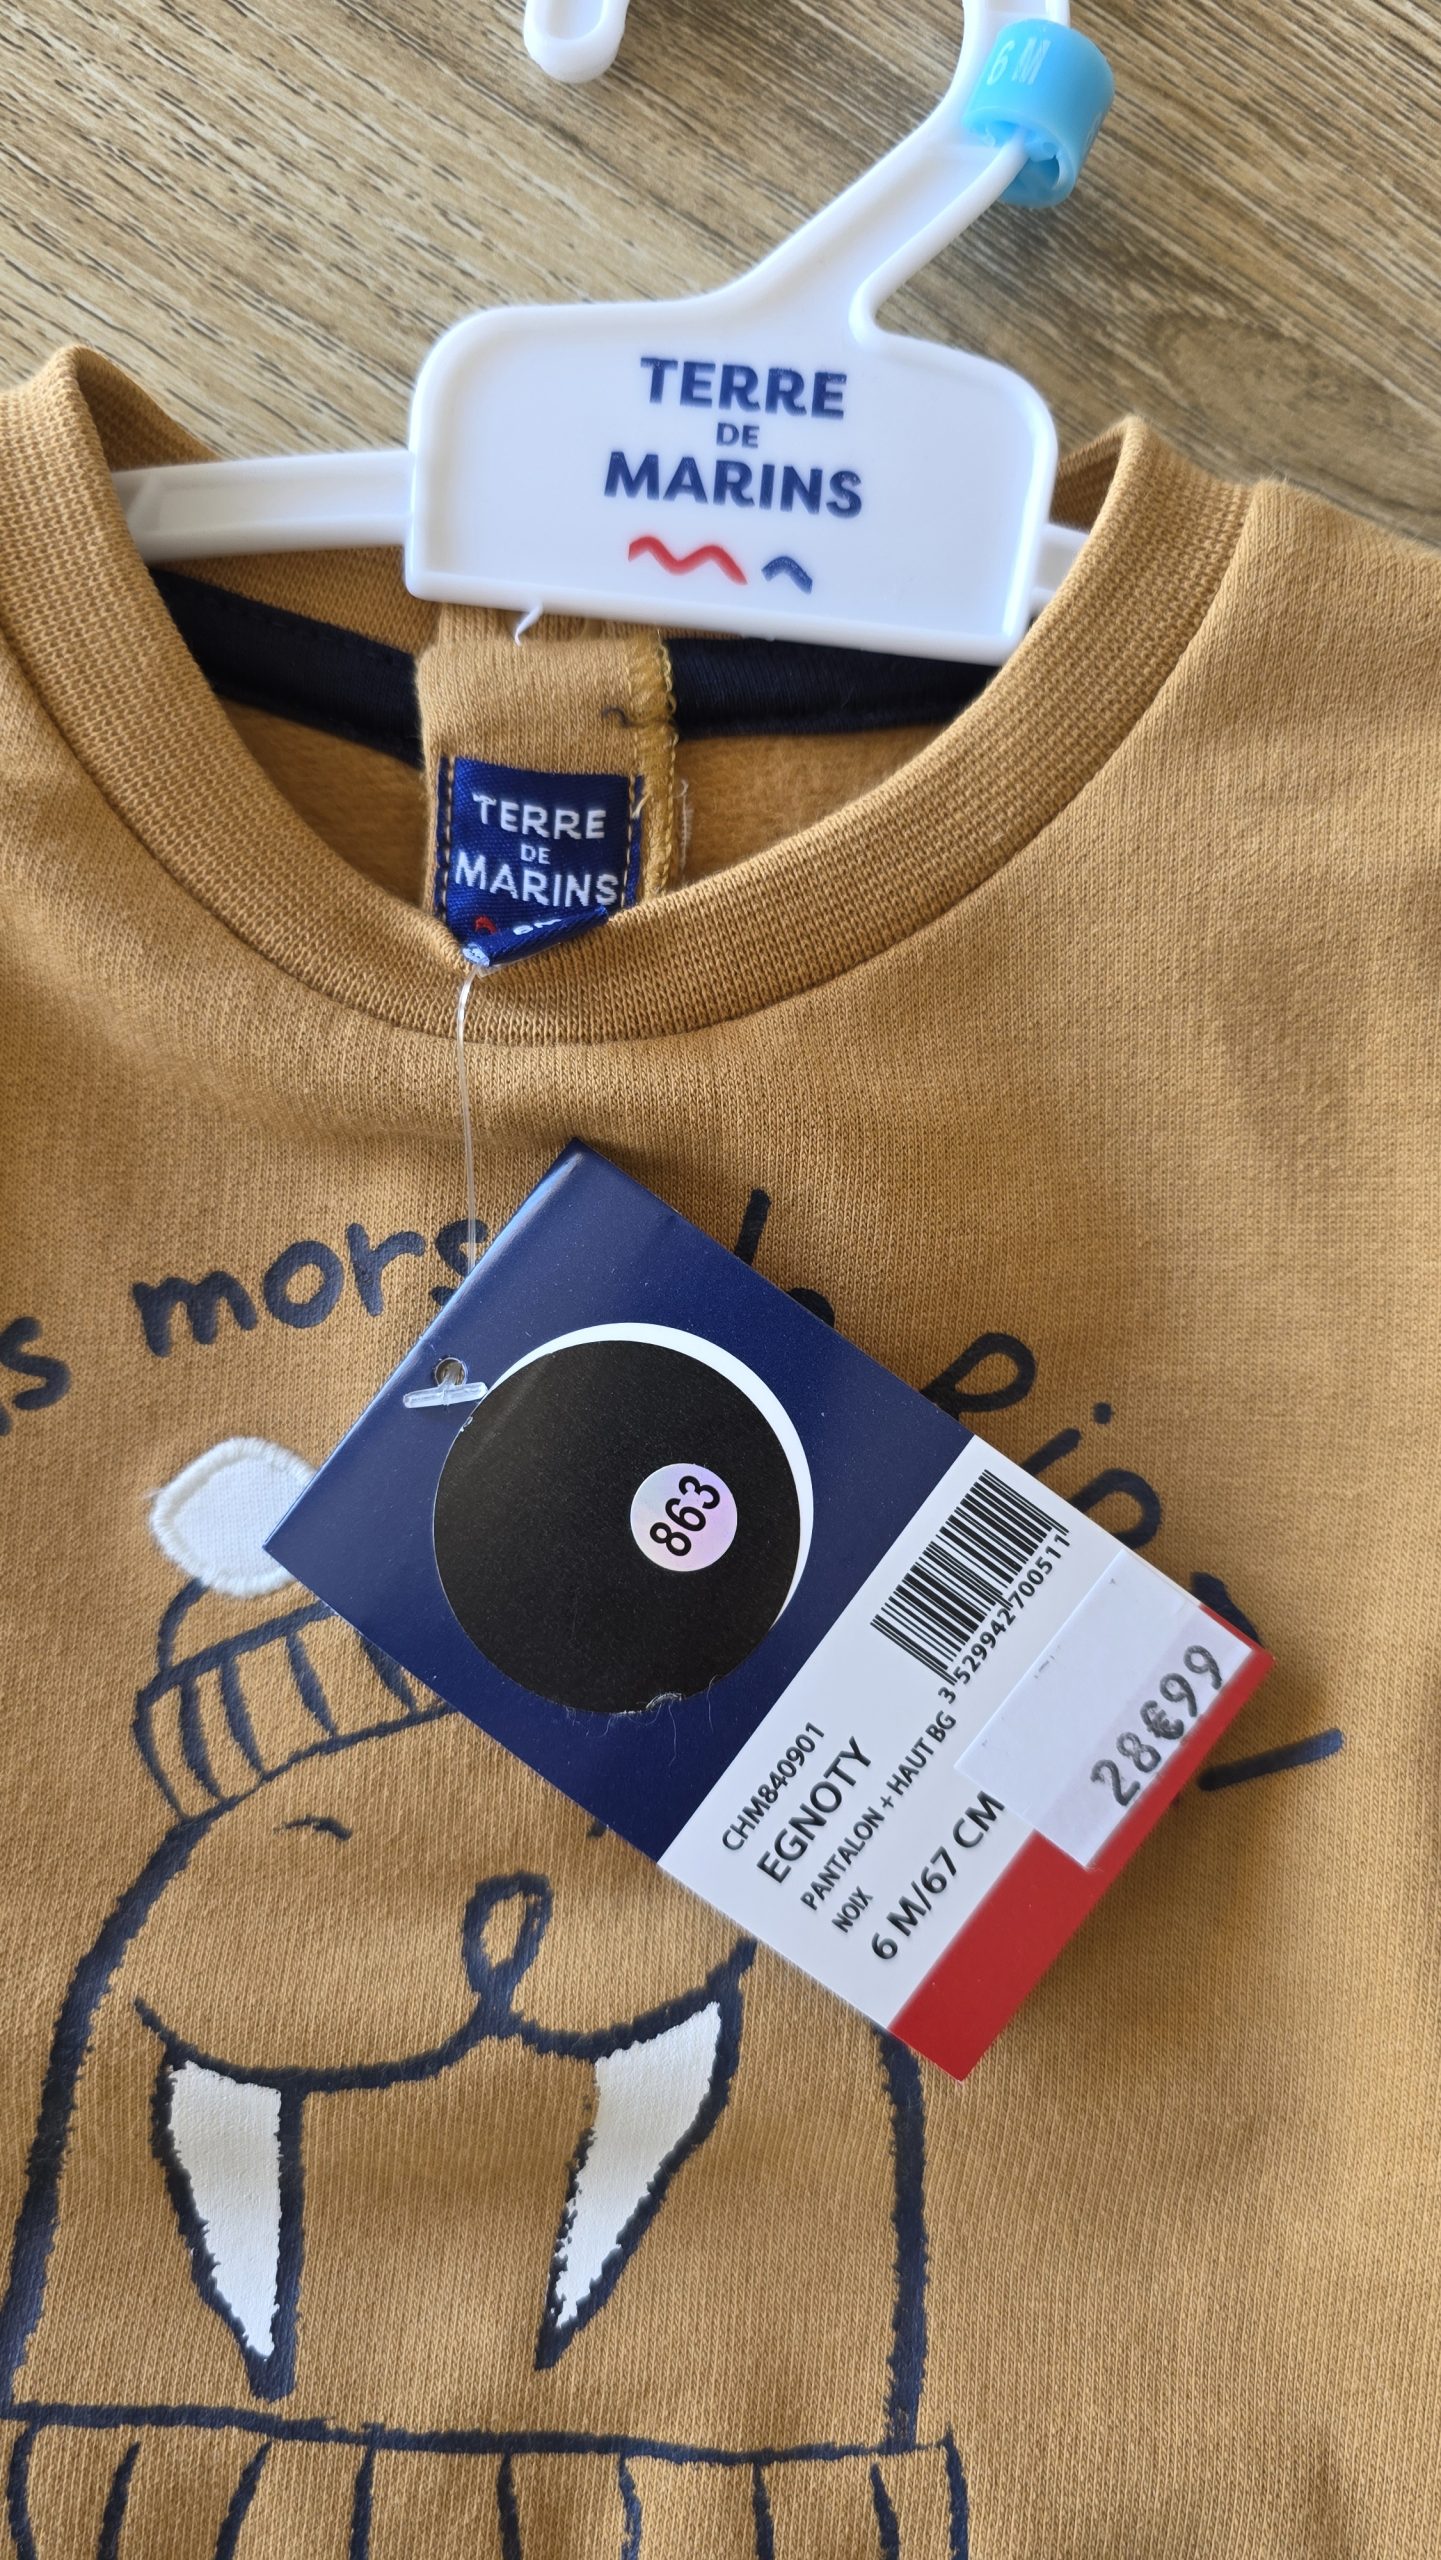 6 M
TERRE
DE
MARINS
TERRE
DE
MARINS
mors
863
3 529942 700511
28€99
CHM840901
EGNOTY
PANTALON + HAUT BG
NOIX
6 M/67 CM